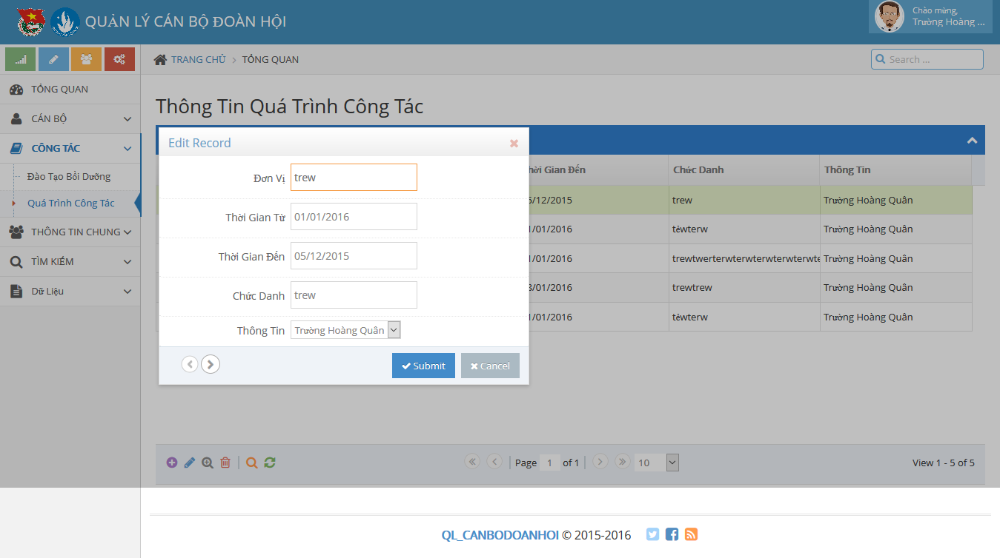 QUẢN LÝ CÁN BỘ ĐOÀN HỘI
Chào mừng,
Trường Hoàng ...
TRANG CHỦ > TỔNG QUAN
Search ...
TỔNG QUAN
CÁN BỘ
CÔNG TÁC
Đào Tạo Bồi Dưỡng
Quá Trình Công Tác
THÔNG TIN CHUNG
TÌM KIẾM
Dữ Liệu
Thông Tin Quá Trình Công Tác
Edit Record
Đơn Vị trew
Thời Gian Từ 01/01/2016
Thời Gian Đến 05/12/2015
Chức Danh trew
Thông Tin Trường Hoàng Quân
Submit Cancel
hời Gian Đến Chức Danh Thông Tin
5/12/2015 trew Trường Hoàng Quân
1/01/2016 tẻwterw Trường Hoàng Quân
1/01/2016 trewtwerterwterwterwterwterwte Trường Hoàng Quân
8/01/2016 trewtrew Trường Hoàng Quân
1/01/2016 tẻwterw Trường Hoàng Quân
Page 1 of 1 10 View 1 - 5 of 5
QL_CANBODOANHOI © 2015-2016